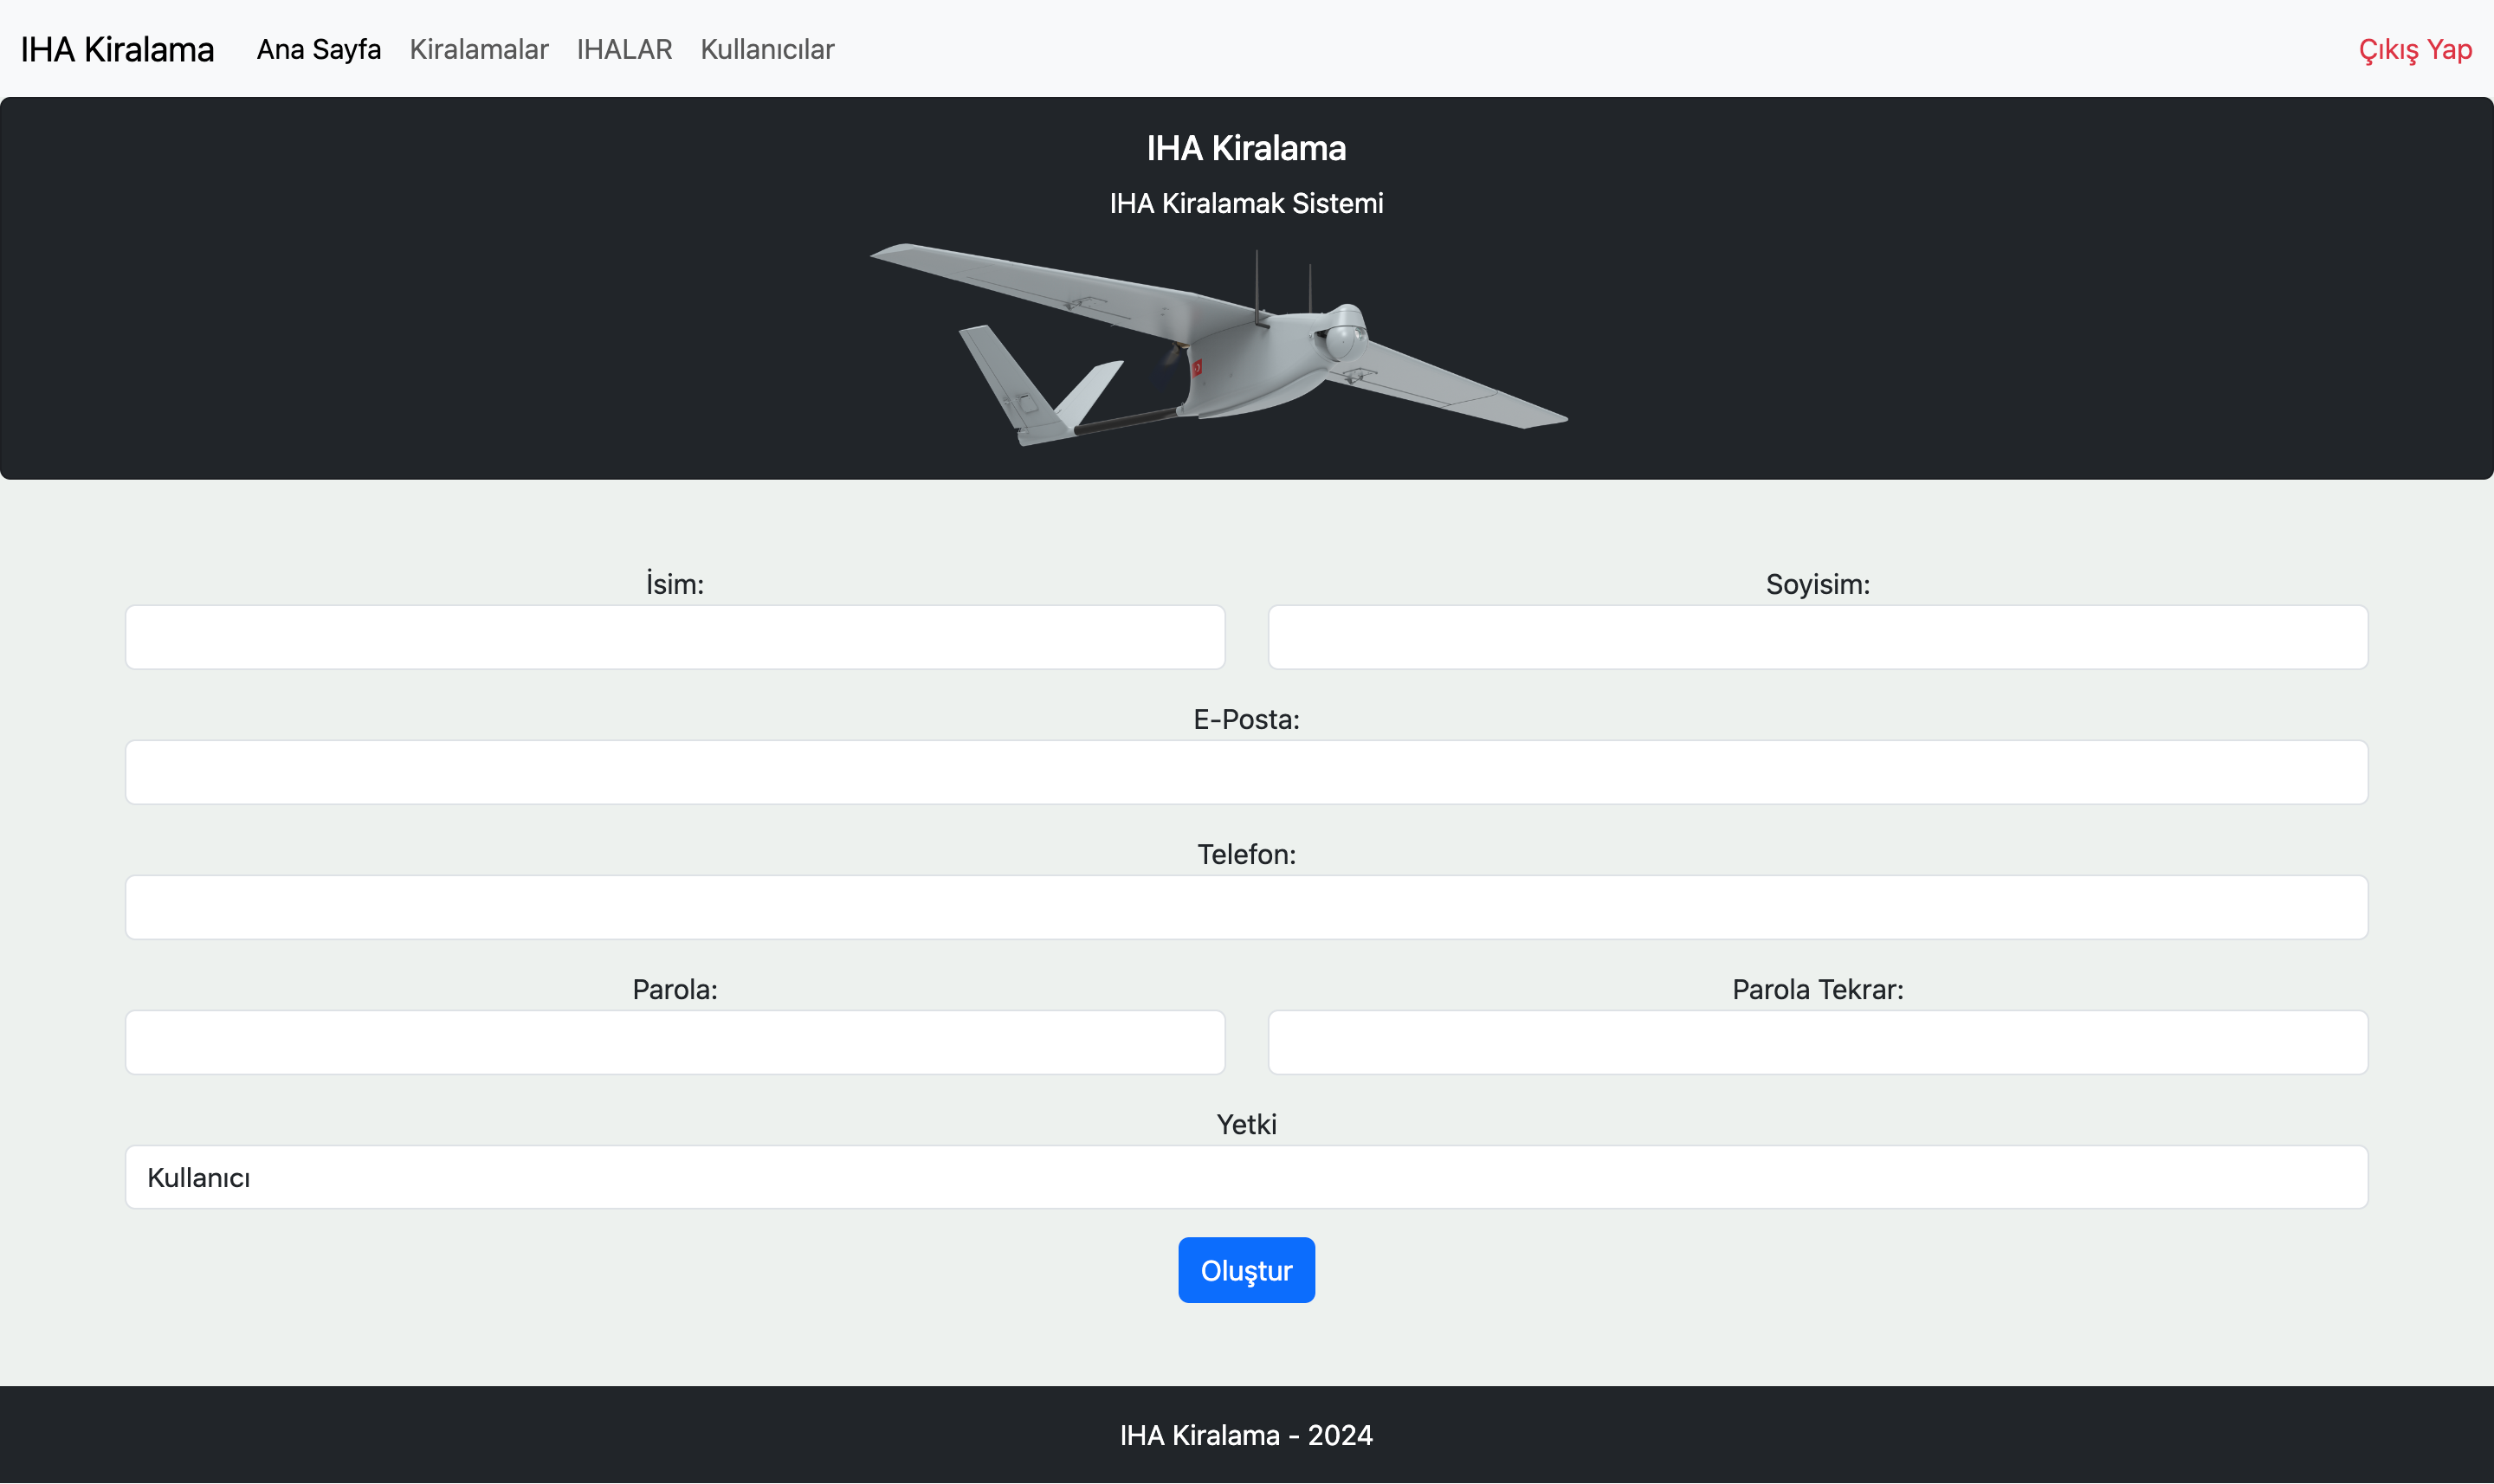 IHA Kiralama Ana Sayfa Kiralamalar IHALAR Kullanıcılar Çıkış Yap
IHA Kiralama
IHA Kiralamak Sistemi
İsim: Soyisim:
E-Posta:
Telefon:
Parola: Parola Tekrar:
Yetki
Kullanıcı
Oluştur
IHA Kiralama - 2024